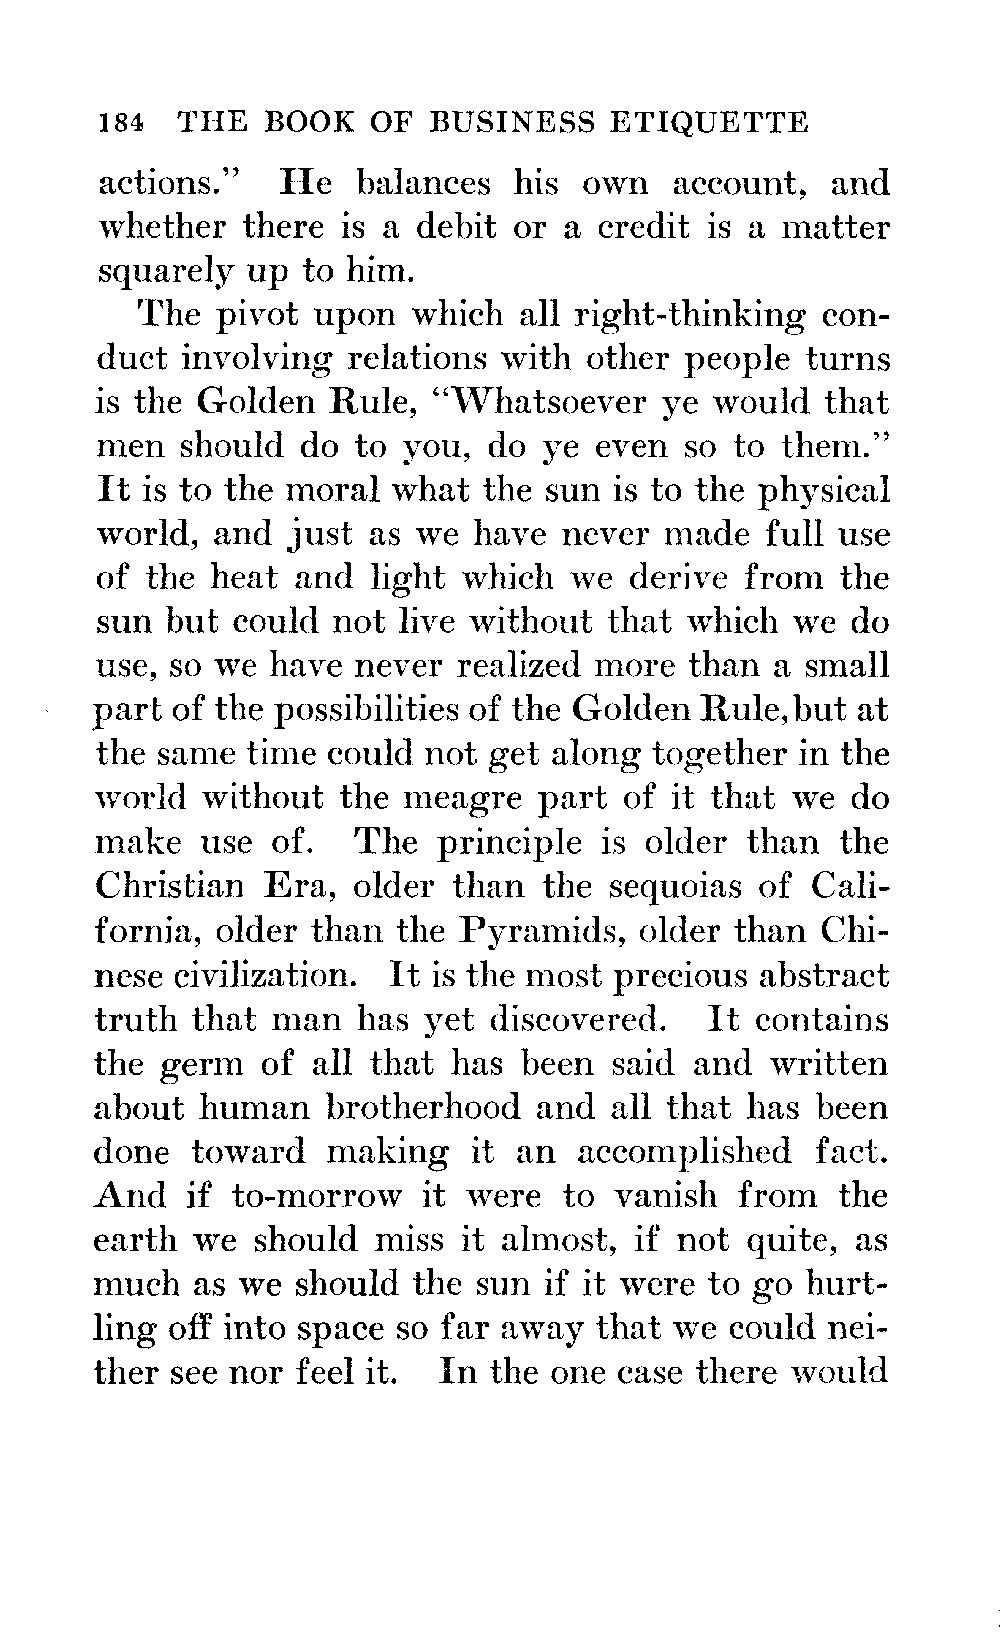 184 THE BOOK OF BUSINESS ETIQUETTE
actions." He balances his own account, and
whether there is a debit or a credit is a matter
squarely up to him.
The pivot upon which all right-thinking con-
duct involving relations with other people turns
is the Golden Rule, "Whatsoever ye would that
men should do to you, do ye even so to them."
It is to the moral what the sun is to the physical
world, and just as we have never made full use
of the heat and light which we derive from the
sun but could not live without that which we do
use, so we have never realized more than a small
part of the possibilities of the Golden Rule, but at
the same time could not get along together in the
world without the meagre part of it that we do
make use of. The principle is older than the
Christian Era, older than the sequoias of Cali-
fornia, older than the Pyramids, older than Chi-
nese civilization. It is the most precious abstract
truth that man has yet discovered. It contains
the germ of all that has been said and written
about human brotherhood and all that has been
done toward making it an accomplished fact.
And if to-morrow it were to vanish from the
earth we should miss it almost, if not quite, as
much as we should the sun if it were to go hurt-
ling off into space so far away that we could nei-
ther see nor feel it. In the one case there would